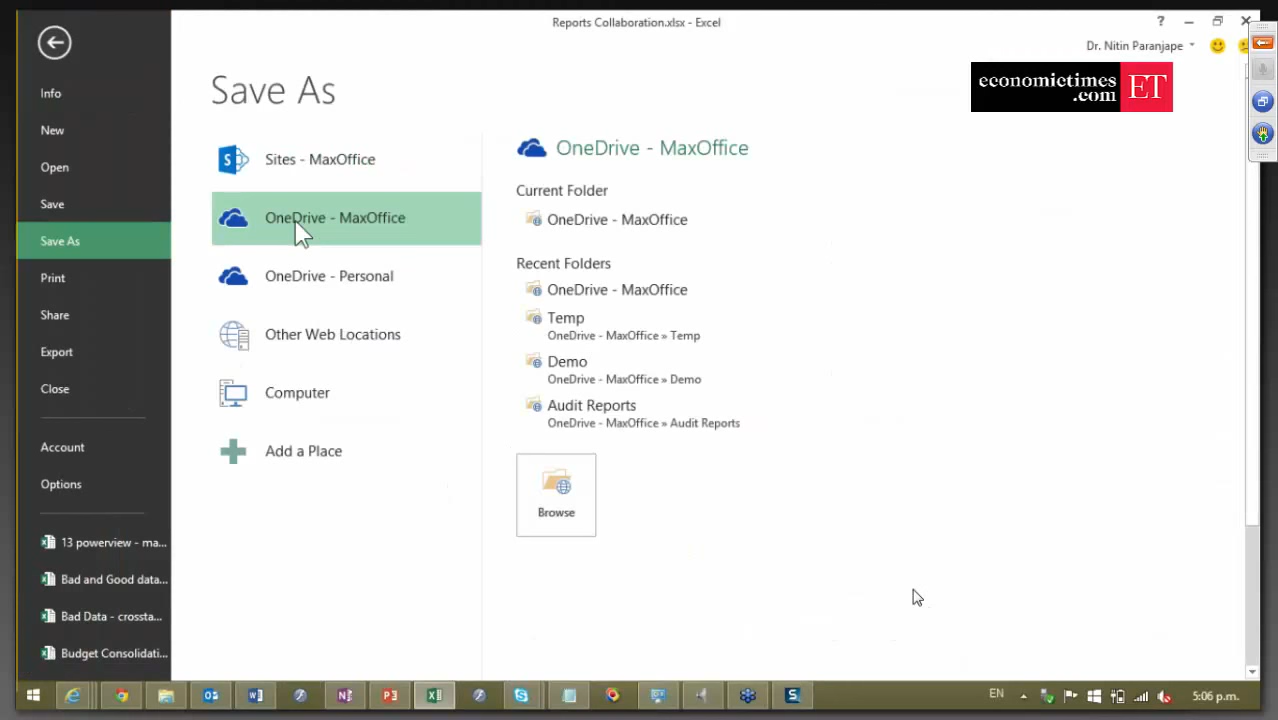 Reports Collaboration.xlsx - Excel
?
Dr. Nitin Paranjape
economictimes
.com
ET
Info
New
Open
Save
Save As
Print
Share
Export
Close
Account
Options
13 powerview - ma...
Bad and Good data...
Bad Data - crossta...
Budget Consolidati...
Save As
S
Sites - MaxOffice
OneDrive - MaxOffice
OneDrive - Personal
Other Web Locations
Computer
Add a Place
OneDrive - MaxOffice
Current Folder
OneDrive - MaxOffice
Recent Folders
OneDrive - MaxOffice
Temp
OneDrive - MaxOffice » Temp
Demo
OneDrive - MaxOffice » Demo
Audit Reports
OneDrive - MaxOffice » Audit Reports
Browse
EN
5:06 p.m.